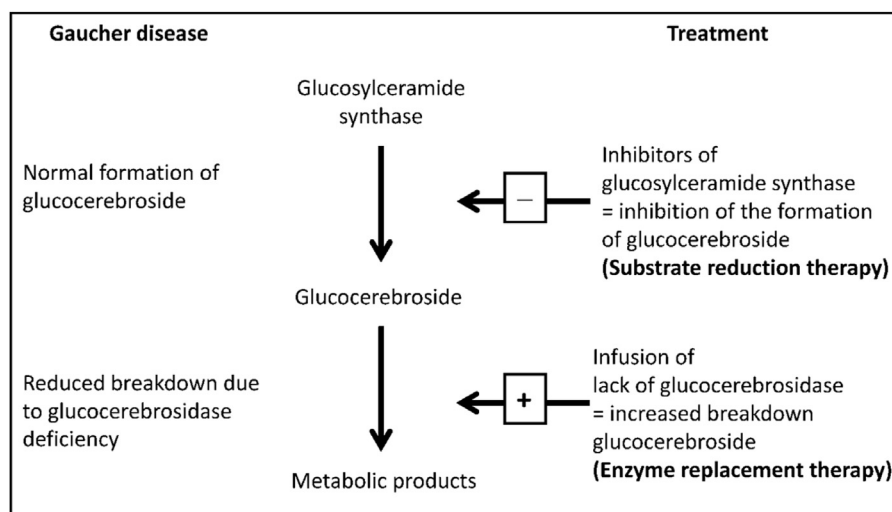 Gaucher disease
Treatment
Glucosylceramide
synthase
Normal formation of
glucocerebroside
−
Inhibitors of
glucosylceramide synthase
= inhibition of the formation
of glucocerebroside
(Substrate reduction therapy)
Glucocerebroside
Reduced breakdown due
to glucocerebrosidase
deficiency
+
Infusion of
lack of glucocerebrosidase
= increased breakdown
glucocerebroside
(Enzyme replacement therapy)
Metabolic products